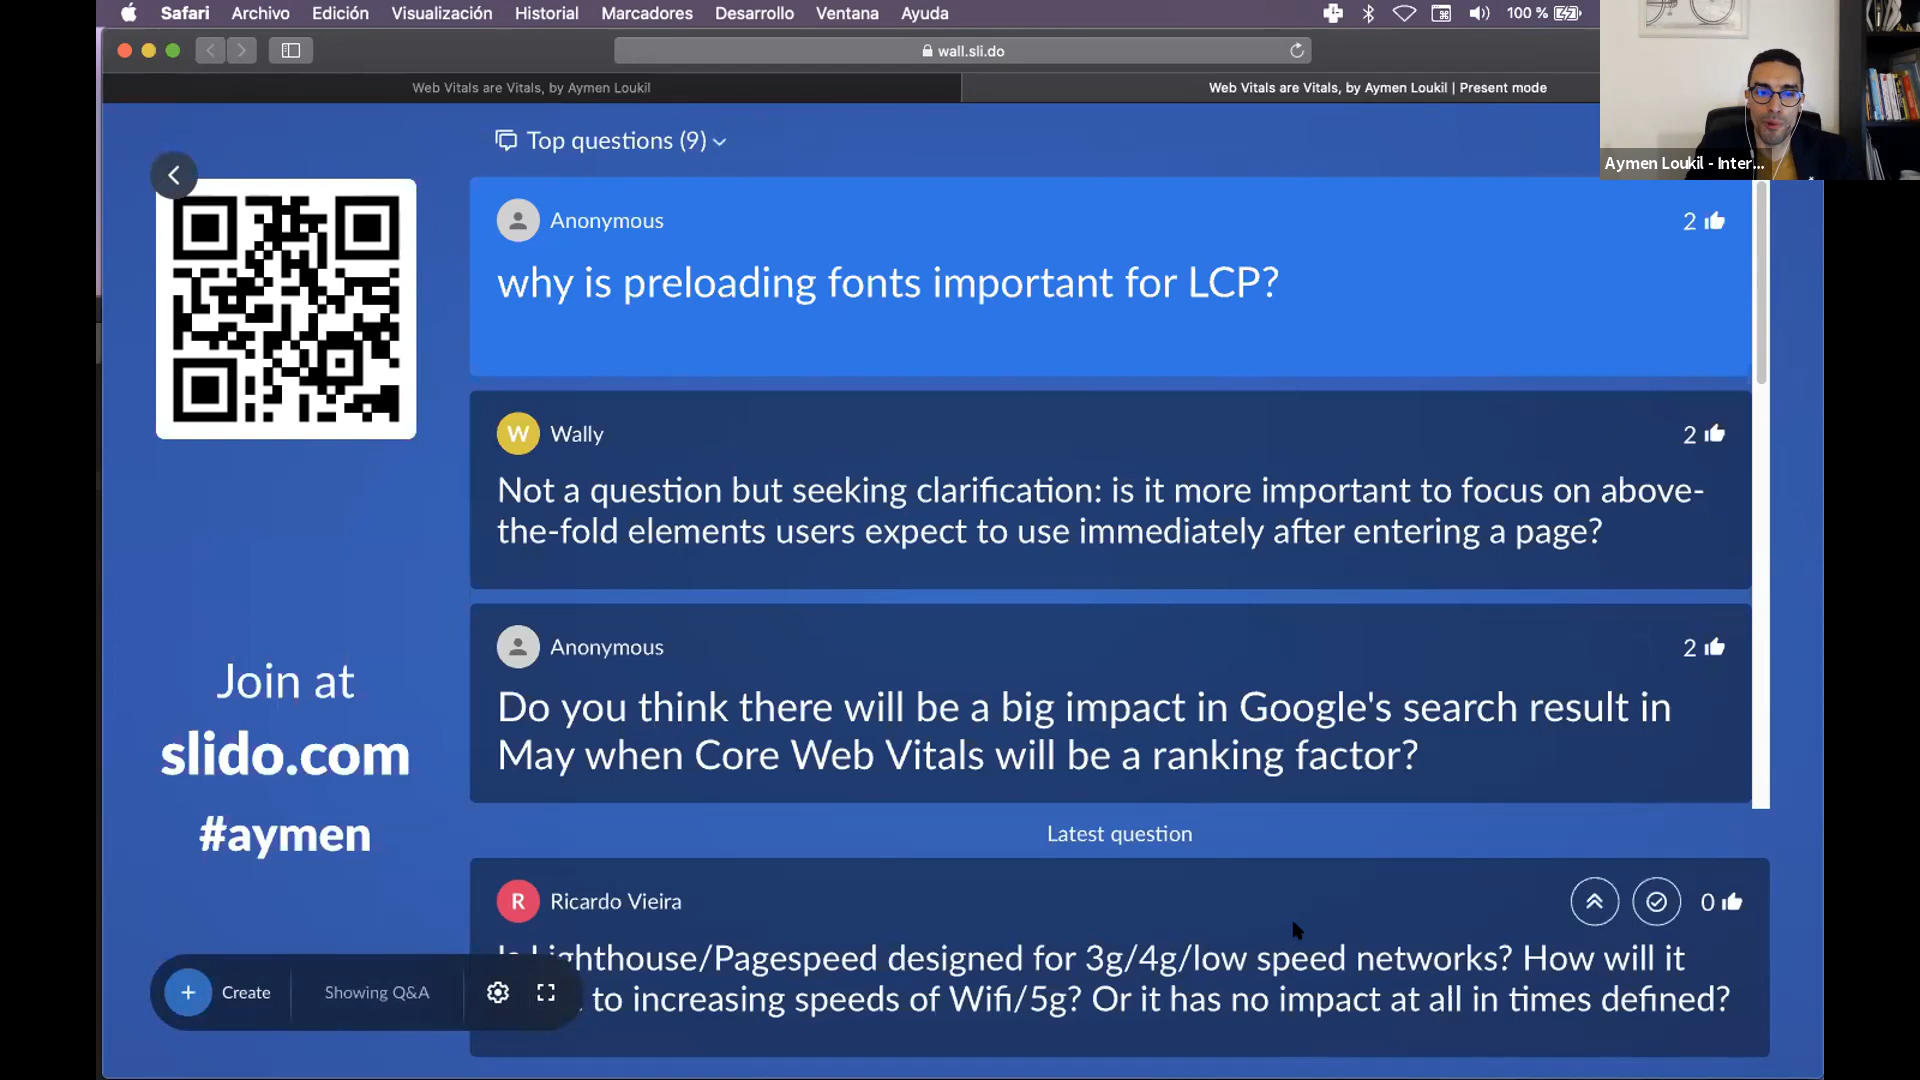 Safari Archivo Edición Visualización Historial Marcadores Desarrollo Ventana Ayuda 100 %
wall.sli.do
Web Vitals are Vitals, by Aymen Loukil
Web Vitals are Vitals, by Aymen Loukil | Present mode
Aymen Loukil - Inter...
Top questions (9)
Anonymous 2
why is preloading fonts important for LCP?
W Wally 2
Not a question but seeking clarification: is it more important to focus on above-
the-fold elements users expect to use immediately after entering a page?
Anonymous 2
Do you think there will be a big impact in Google's search result in
May when Core Web Vitals will be a ranking factor?
Join at
slido.com
#aymen
Latest question
R Ricardo Vieira 0
Is Lighthouse/Pagespeed designed for 3g/4g/low speed networks? How will it
to increasing speeds of Wifi/5g? Or it has no impact at all in times defined?
Create Showing Q&A